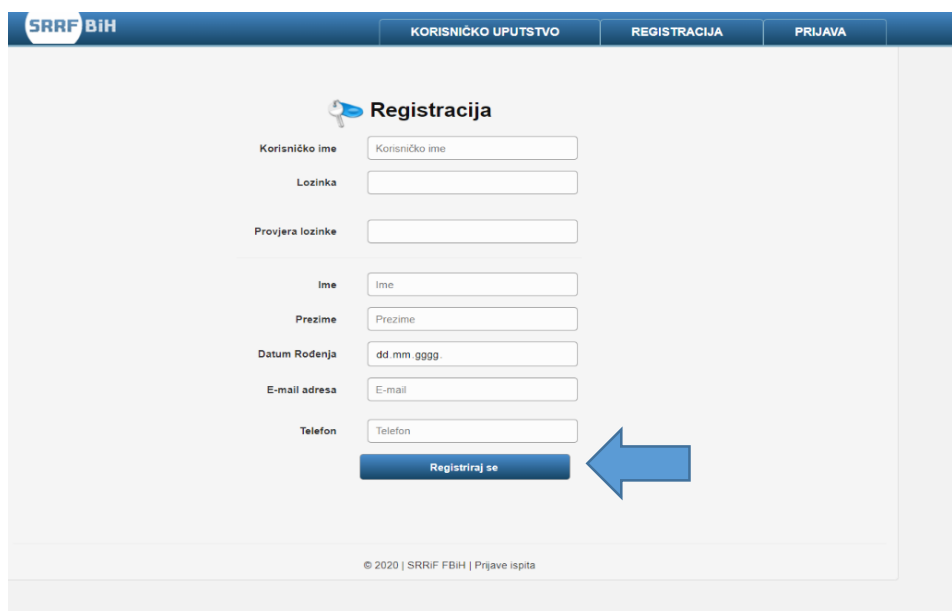 SRRF BiH
KORISNIČKO UPUTSTVO REGISTRACIJA PRIJAVA
Registracija
Korisničko ime Korisničko ime
Lozinka
Provjera lozinke
Ime Ime
Prezime Prezime
Datum Rođenja dd.mm.gggg.
E-mail adresa E-mail
Telefon Telefon
Registriraj se
© 2020 | SRRiF FBiH | Prijave ispita